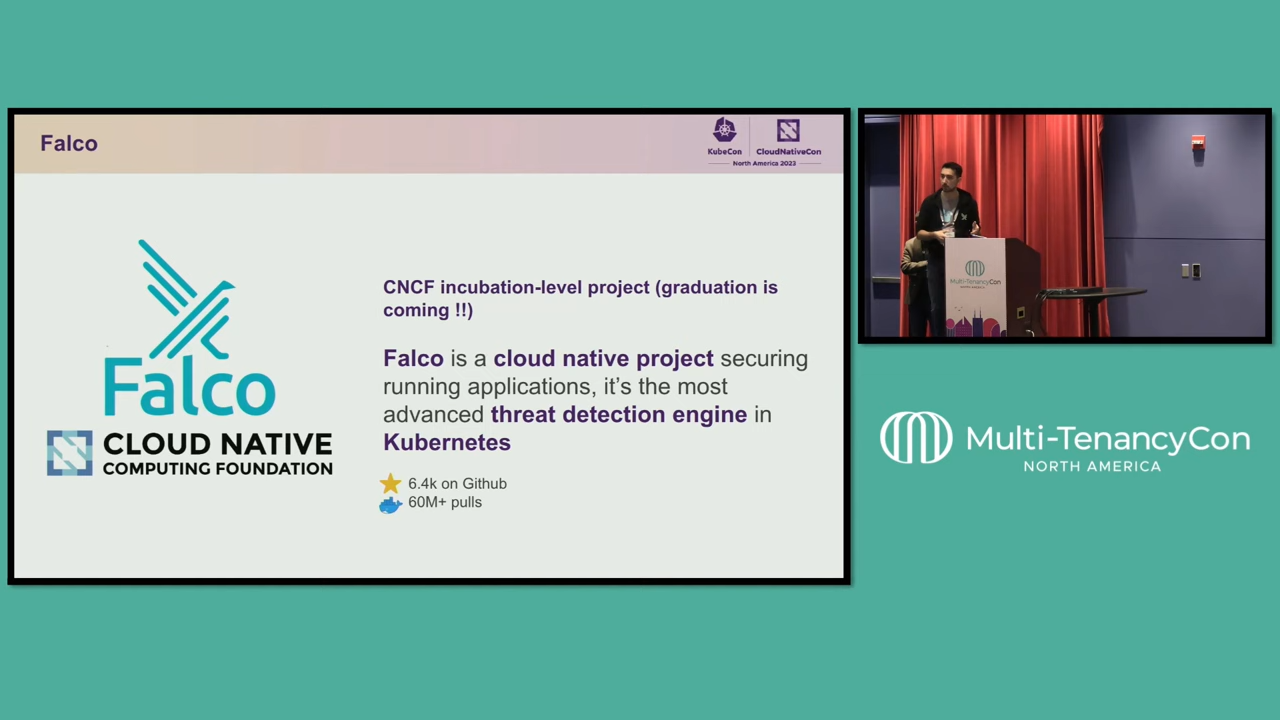 Falco
KubeCon
CloudNativeCon
North America 2023
Falco
CLOUD NATIVE
COMPUTING FOUNDATION
CNCF incubation-level project (graduation is
coming !!)
Falco is a cloud native project securing
running applications, it’s the most
advanced threat detection engine in
Kubernetes
6.4k on Github
60M+ pulls
Multi-TenancyCon
NORTH AMERICA
Multi-TenancyCon
NORTH AMERICA